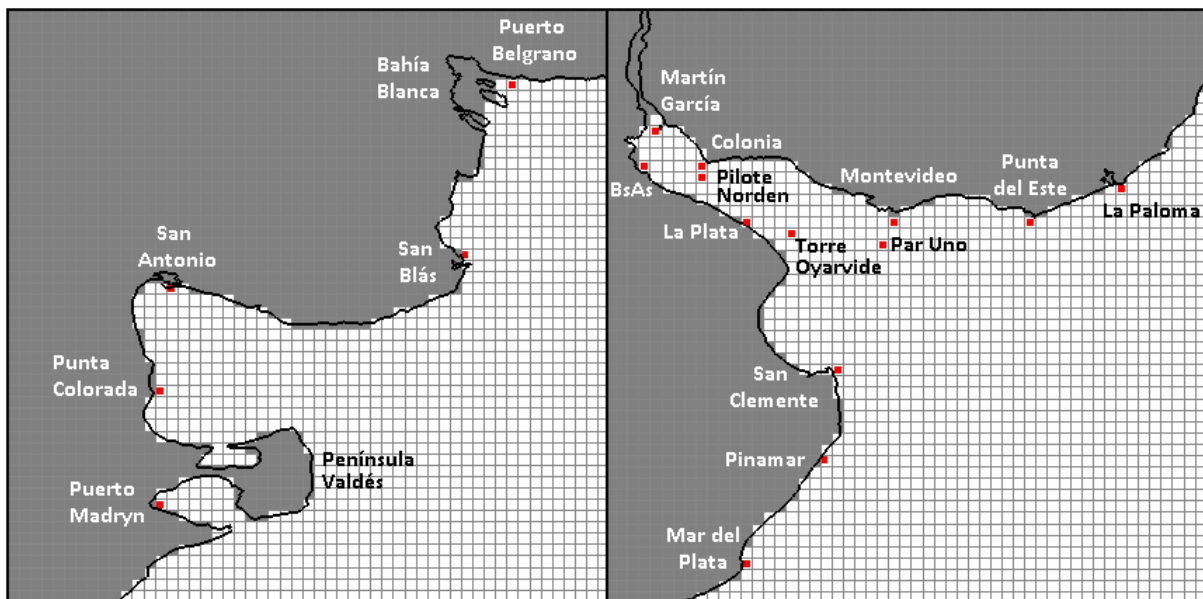 Puerto
Belgrano
Bahía
Blanca
San
Blás
San
Antonio
Punta
Colorada
Península
Valdés
Puerto
Madryn
Martín
García
Colonia
Pilote
Norden
BsAs
Montevideo
Punta
del Este
La Paloma
La Plata
Torre
Oyarvide
Par Uno
San
Clemente
Pinamar
Mar del
Plata